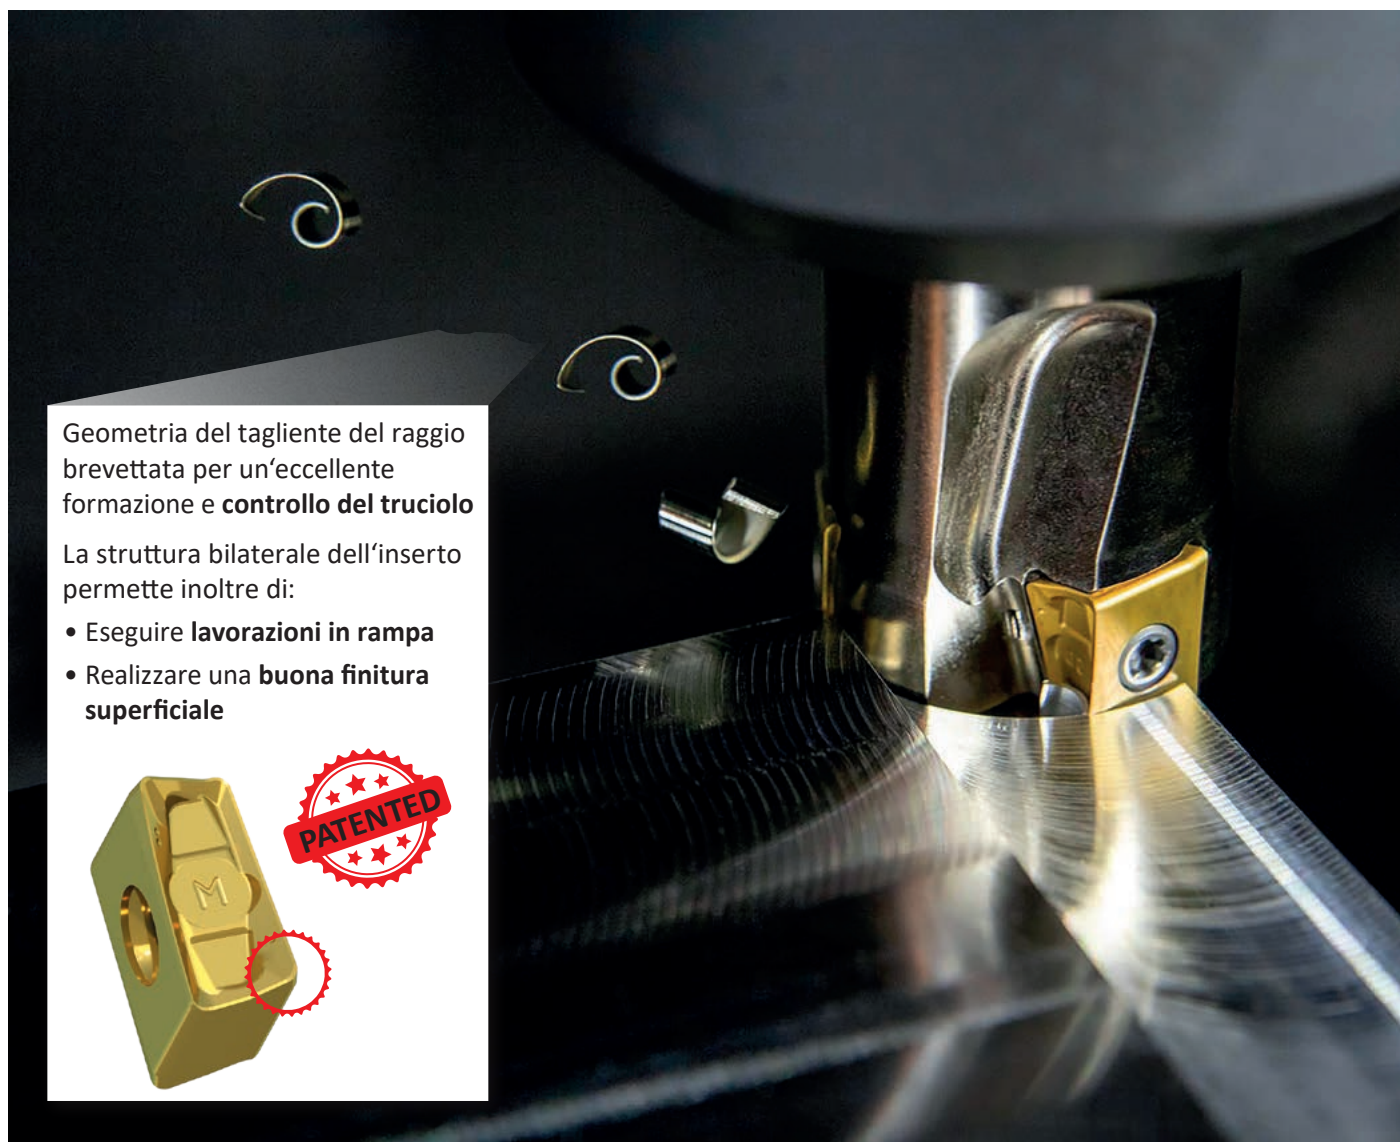 Geometria del tagliente del raggio
brevettata per un‘eccellente
formazione e controllo del truciolo
La struttura bilaterale dell‘inserto
permette inoltre di:
• Eseguire lavorazioni in rampa
• Realizzare una buona finitura
superficiale
PATENTED
M